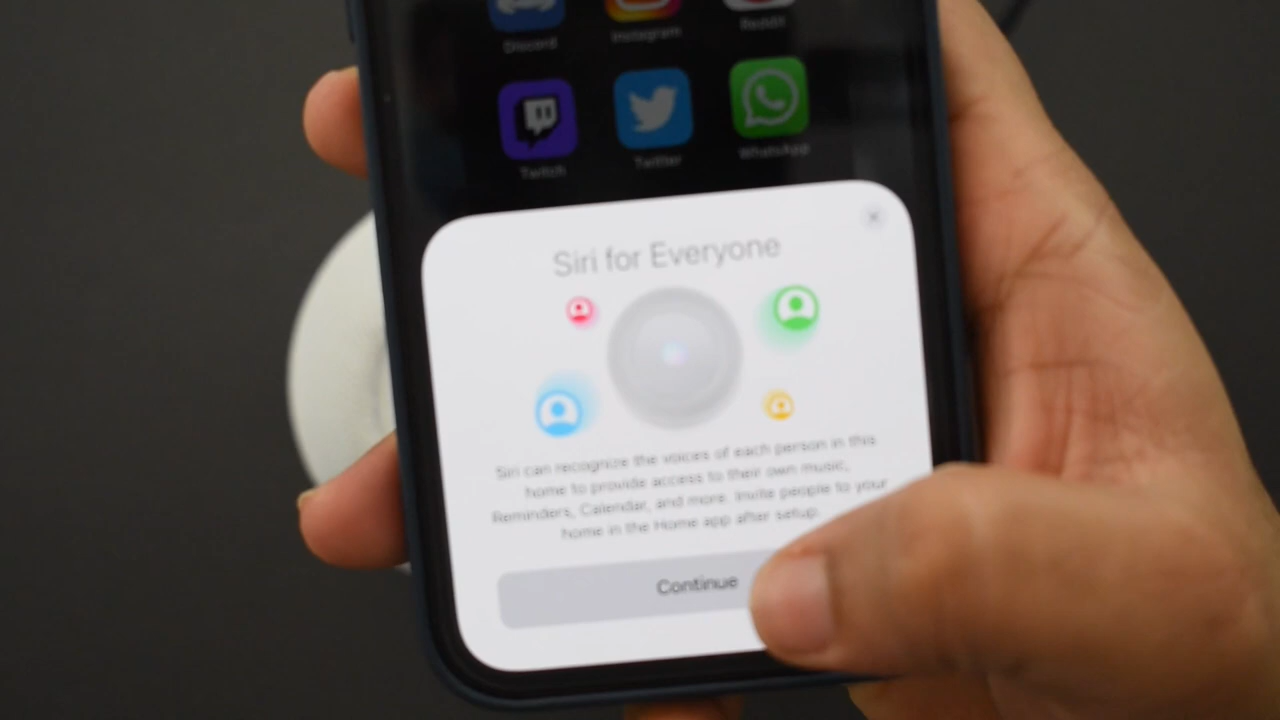 Discord Instagram Reddit
Twitch Twitter WhatsApp
Siri for Everyone
Siri can recognize the voices of each person in this
home to provide access to their own music,
Reminders, Calendar, and more. Invite people to your
home in the Home app after setup.
Continue